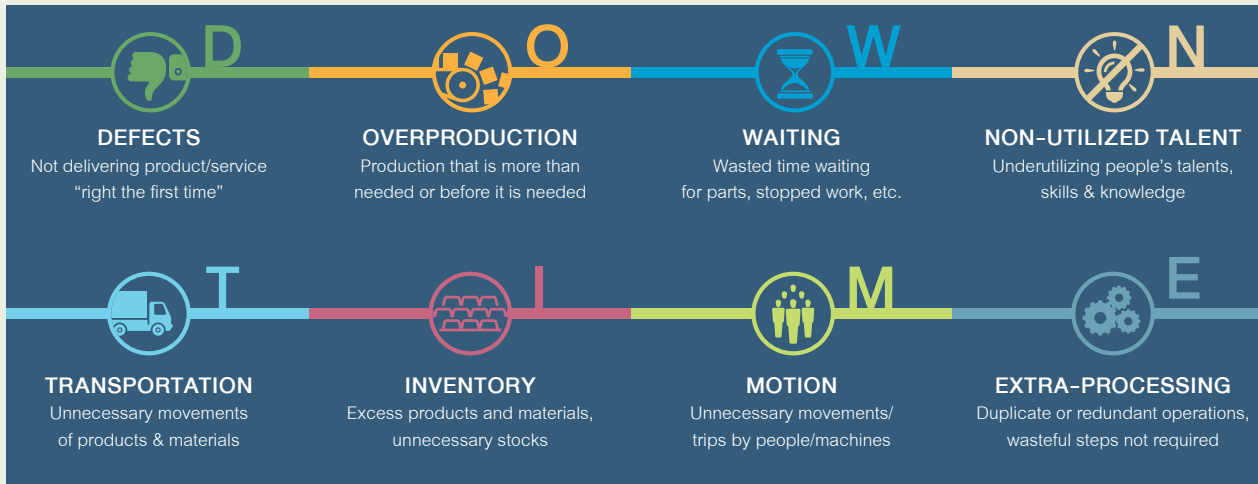 D
O
W
N
DEFECTS
Not delivering product/service
“right the first time”
OVERPRODUCTION
Production that is more than
needed or before it is needed
WAITING
Wasted time waiting
for parts, stopped work, etc.
NON-UTILIZED TALENT
Underutilizing people’s talents,
skills & knowledge
T
I
M
E
TRANSPORTATION
Unnecessary movements
of products & materials
INVENTORY
Excess products and materials,
unnecessary stocks
MOTION
Unnecessary movements/
trips by people/machines
EXTRA-PROCESSING
Duplicate or redundant operations,
wasteful steps not required